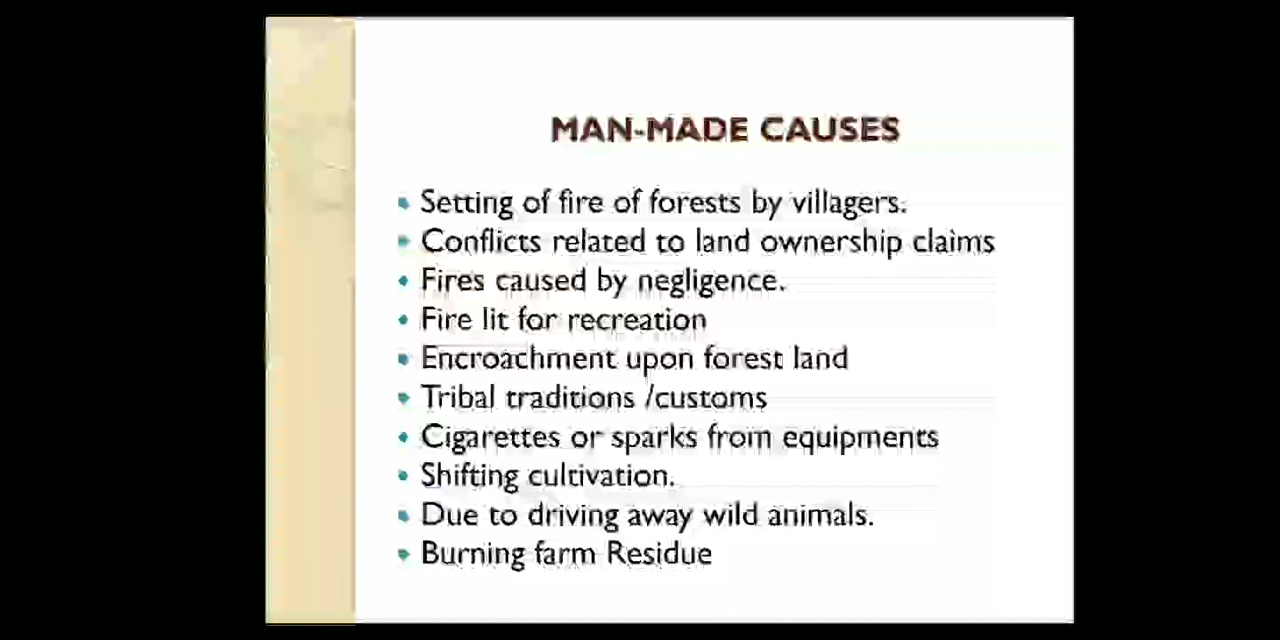 MAN-MADE CAUSES
• Setting of fire of forests by villagers.
• Conflicts related to land ownership claims
• Fires caused by negligence.
• Fire lit for recreation
• Encroachment upon forest land
• Tribal traditions /customs
• Cigarettes or sparks from equipments
• Shifting cultivation.
• Due to driving away wild animals.
• Burning farm Residue